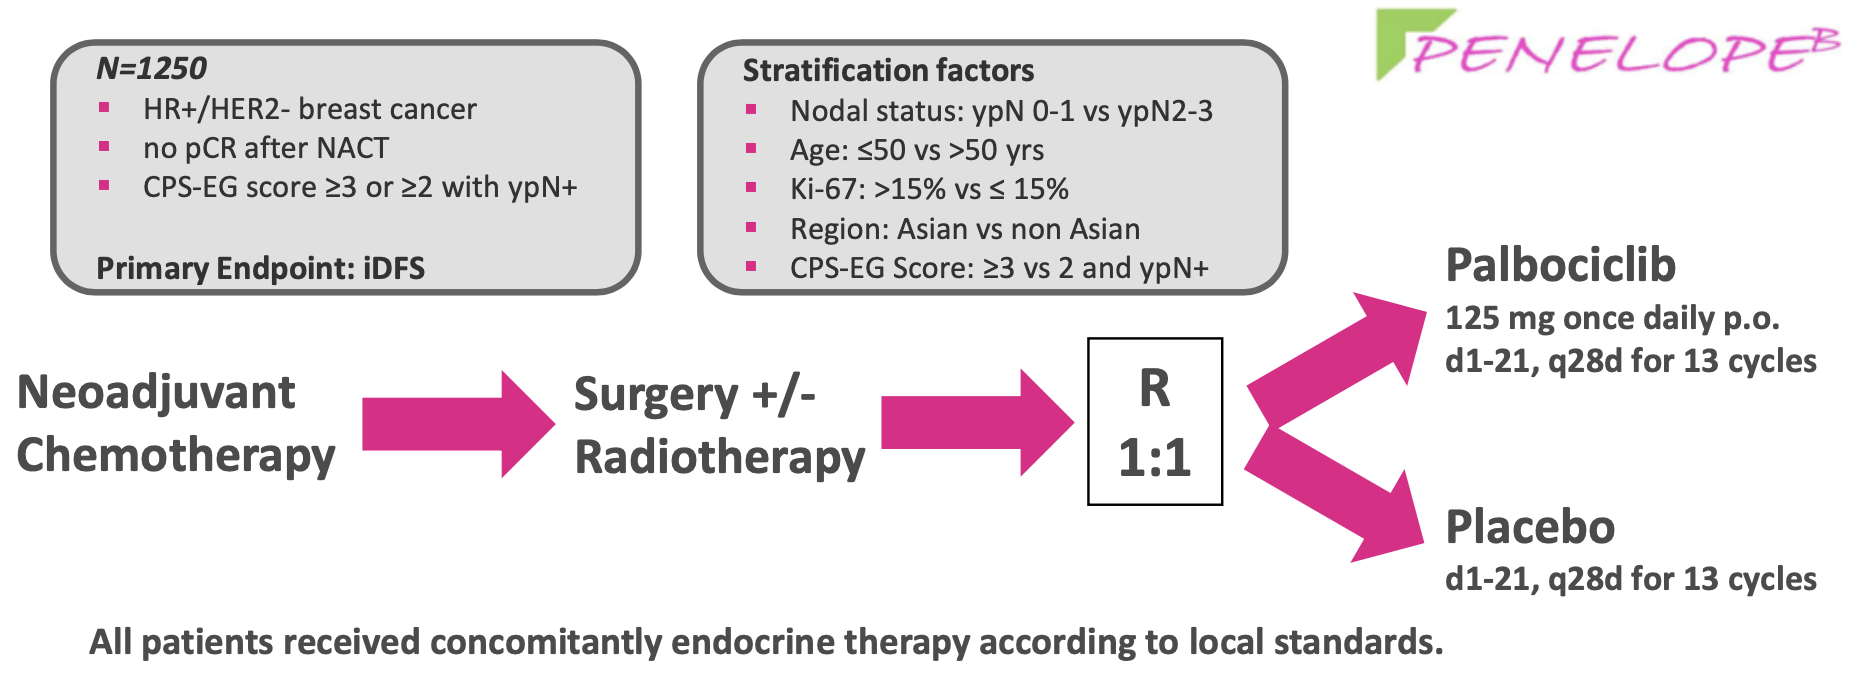 PENELOPEᴮ
N=1250
▪ HR+/HER2- breast cancer
▪ no pCR after NACT
▪ CPS-EG score ≥3 or ≥2 with ypN+
Primary Endpoint: iDFS
Stratification factors
▪ Nodal status: ypN 0-1 vs ypN2-3
▪ Age: ≤50 vs >50 yrs
▪ Ki-67: >15% vs ≤ 15%
▪ Region: Asian vs non Asian
▪ CPS-EG Score: ≥3 vs 2 and ypN+
Neoadjuvant
Chemotherapy
Surgery +/-
Radiotherapy
R
1:1
Palbociclib
125 mg once daily p.o.
d1-21, q28d for 13 cycles
Placebo
d1-21, q28d for 13 cycles
All patients received concomitantly endocrine therapy according to local standards.